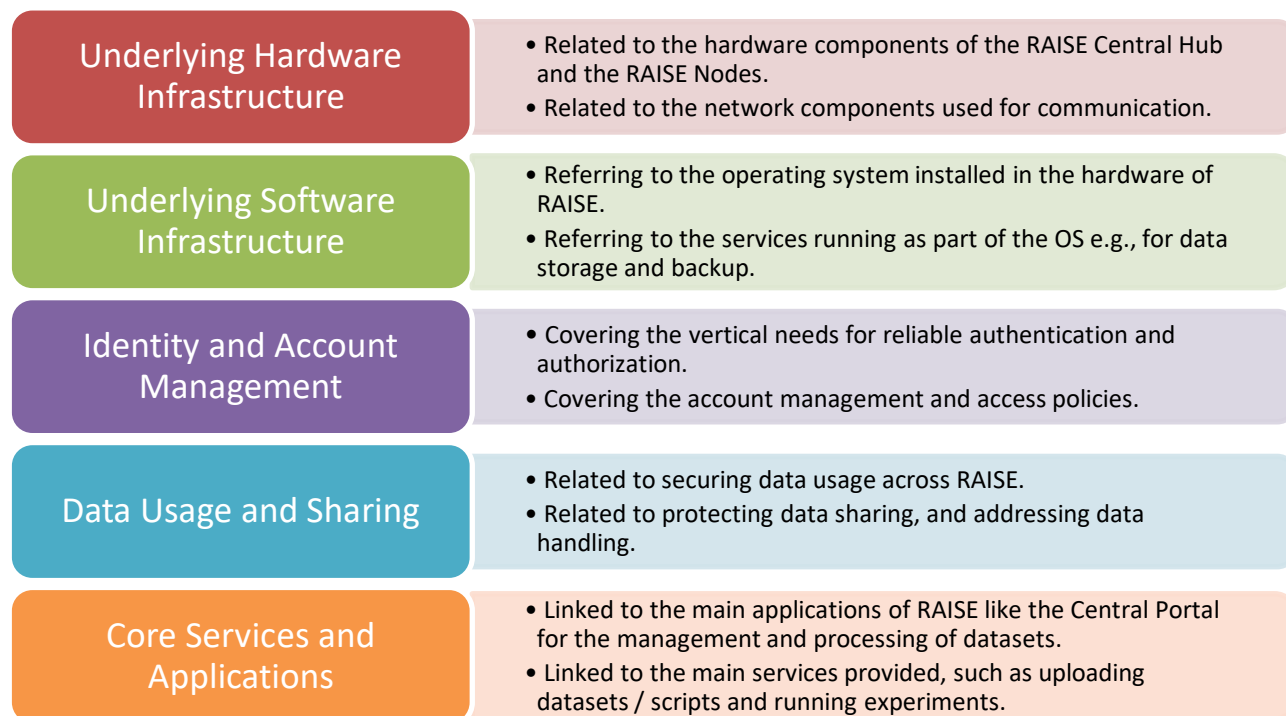 Underlying Hardware
Infrastructure
• Related to the hardware components of the RAISE Central Hub
and the RAISE Nodes.
• Related to the network components used for communication.
Underlying Software
Infrastructure
• Referring to the operating system installed in the hardware of
RAISE.
• Referring to the services running as part of the OS e.g., for data
storage and backup.
Identity and Account
Management
• Covering the vertical needs for reliable authentication and
authorization.
• Covering the account management and access policies.
Data Usage and Sharing
• Related to securing data usage across RAISE.
• Related to protecting data sharing, and addressing data
handling.
Core Services and
Applications
• Linked to the main applications of RAISE like the Central Portal
for the management and processing of datasets.
• Linked to the main services provided, such as uploading
datasets / scripts and running experiments.